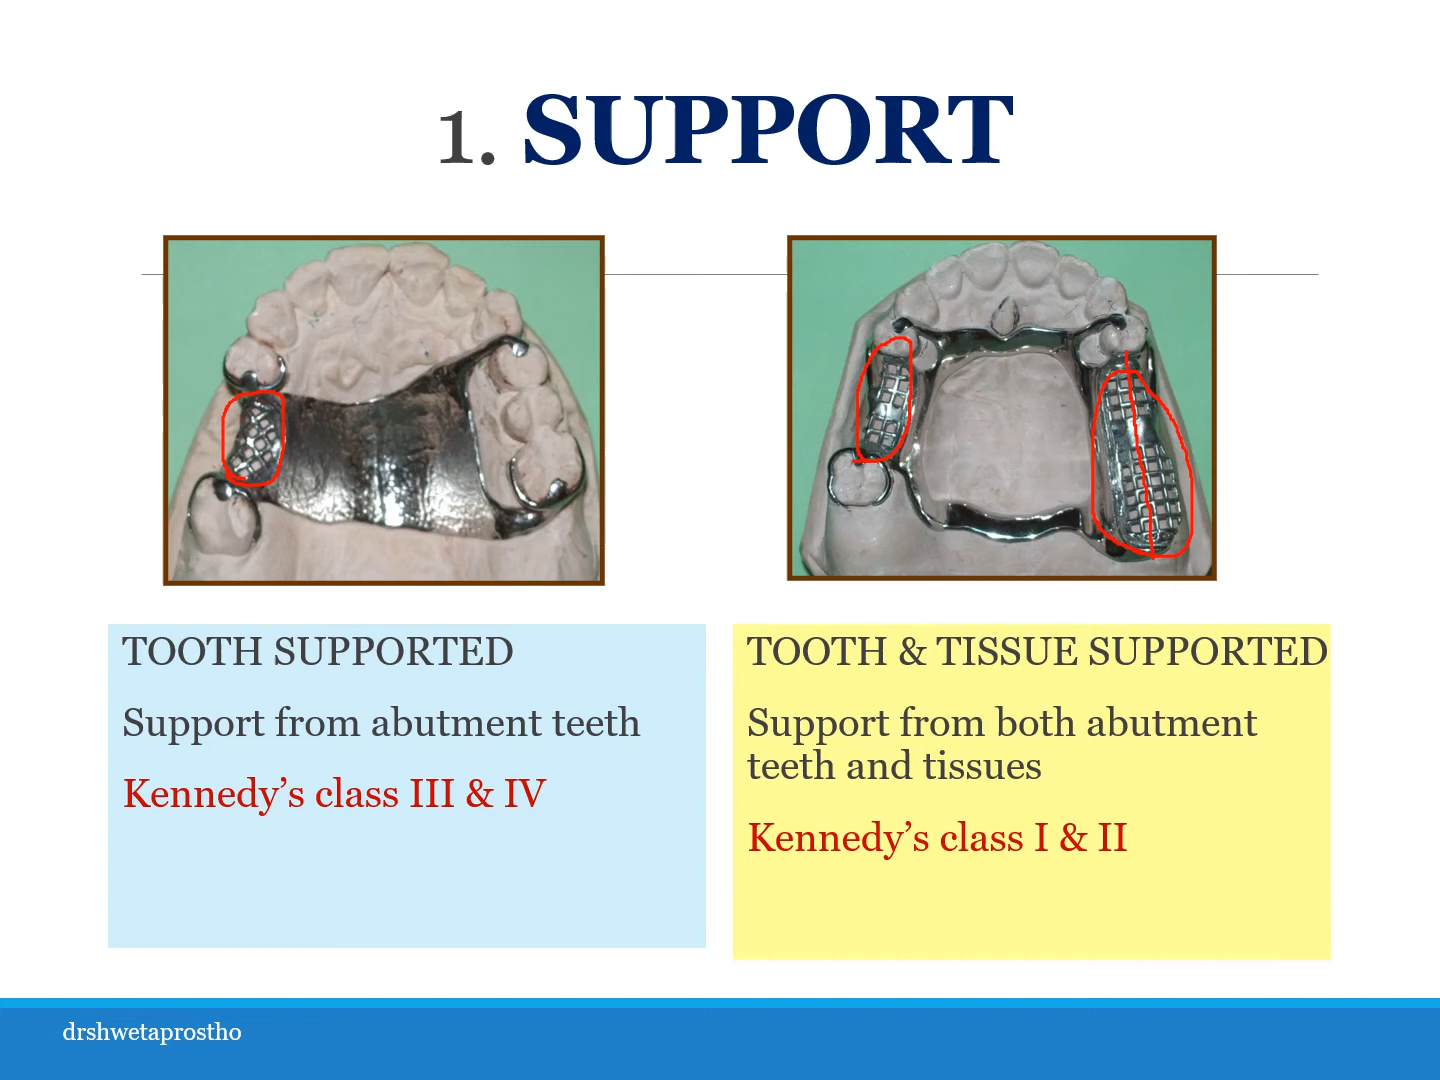 1. SUPPORT
TOOTH SUPPORTED
Support from abutment teeth
Kennedy’s class III & IV
TOOTH & TISSUE SUPPORTED
Support from both abutment
teeth and tissues
Kennedy’s class I & II
drshwetaprostho